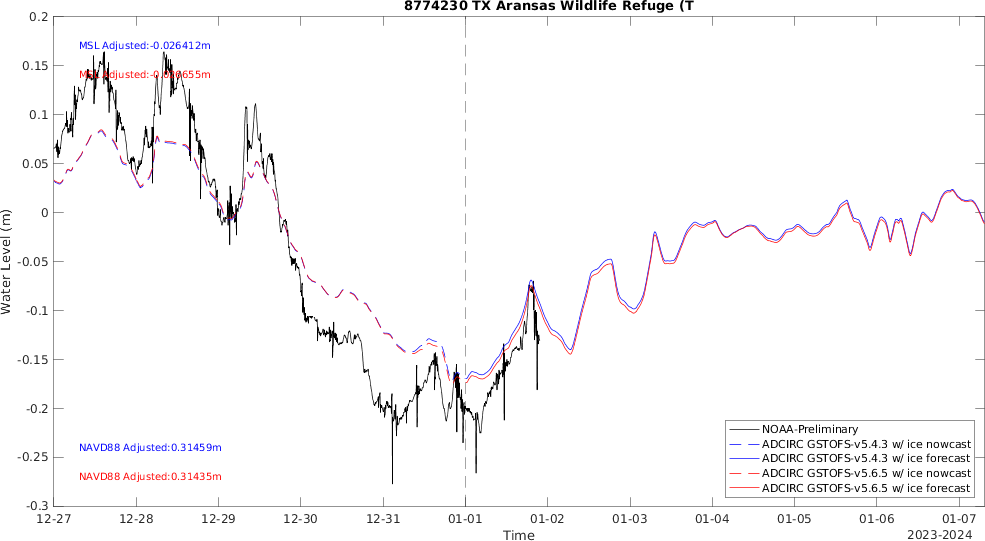 8774230 TX Aransas Wildlife Refuge (T
0.2
0.15
0.1
0.05
0
-0.05
-0.1
-0.15
-0.2
-0.25
-0.3
Water Level (m)
MSL Adjusted:-0.026412m
Adjusted:
NAVD88 Adjusted:0.31459m
NAVD88 Adjusted:0.31435m
NOAA-Preliminary
ADCIRC GSTOFS-v5.4.3 w/ ice nowcast
ADCIRC GSTOFS-v5.4.3 w/ ice forecast
ADCIRC GSTOFS-v5.6.5 w/ ice nowcast
ADCIRC GSTOFS-v5.6.5 w/ ice forecast
12-27 12-28 12-29 12-30 12-31 01-01 01-02 01-03 01-04 01-05 01-06 01-07
Time
2023-2024